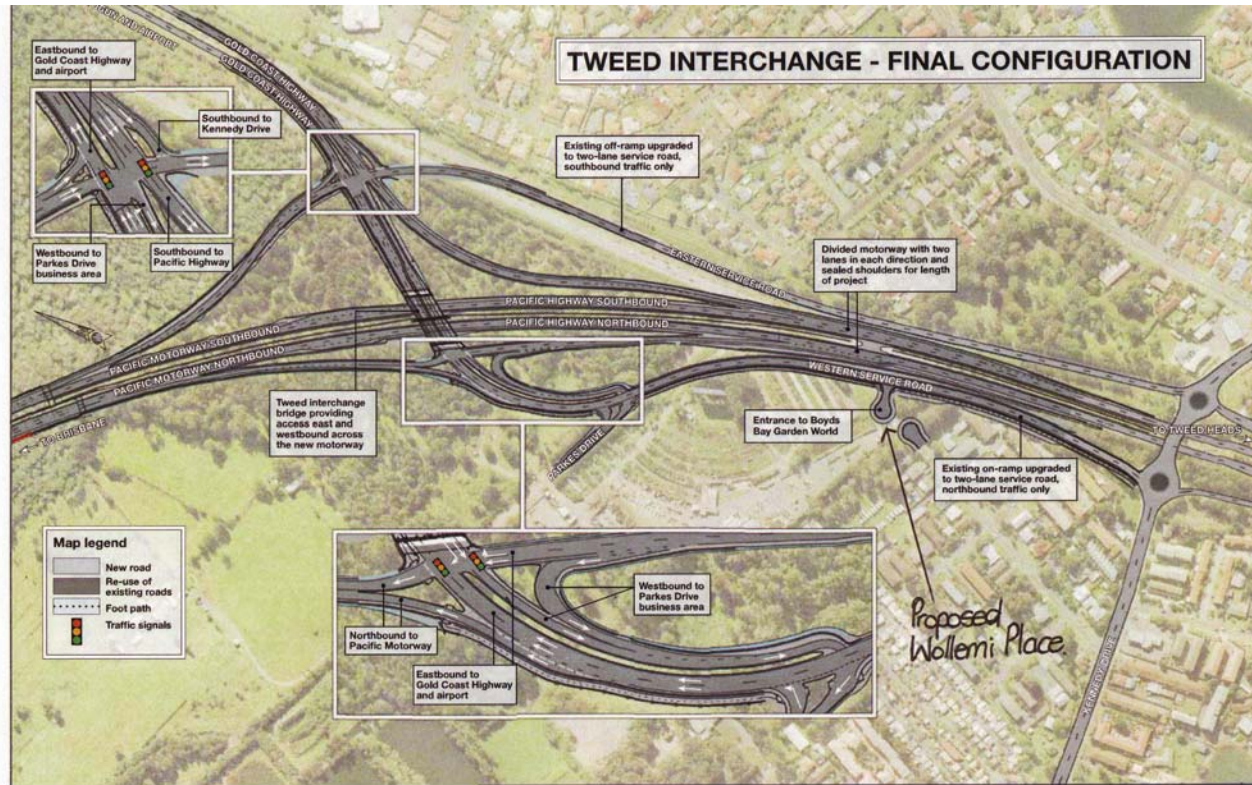 TWEED INTERCHANGE - FINAL CONFIGURATION
GUN AND AIRPORT
GOLD COAST HIGHWAY
GOLD COAST HIGHWAY
Eastbound to
Gold Coast Highway
and airport
Southbound to
Kennedy Drive
Westbound to
Parkes Drive
business area
Southbound to
Pacific Highway
Existing off-ramp upgraded
to two-lane service road,
southbound traffic only
EASTERN SERVICE ROAD
Divided motorway with two
lanes in each direction and
sealed shoulders for length
of project
PACIFIC HIGHWAY SOUTHBOUND
PACIFIC HIGHWAY NORTHBOUND
PACIFIC MOTORWAY SOUTHBOUND
PACIFIC MOTORWAY NORTHBOUND
TO BRISBANE
WESTERN SERVICE ROAD
Tweed interchange
bridge providing
access east and
westbound across
the new motorway
PARKES DRIVE
Entrance to Boyds
Bay Garden World
TO TWEED HEADS
Existing on-ramp upgraded
to two-lane service road,
northbound traffic only
Map legend
New road
Re-use of
existing roads
Foot path
Traffic signals
Westbound to
Parkes Drive
business area
Northbound to
Pacific Motorway
Eastbound to
Gold Coast Highway
and airport
Proposed
Wollemi Place.
KENNEDY DRIVE